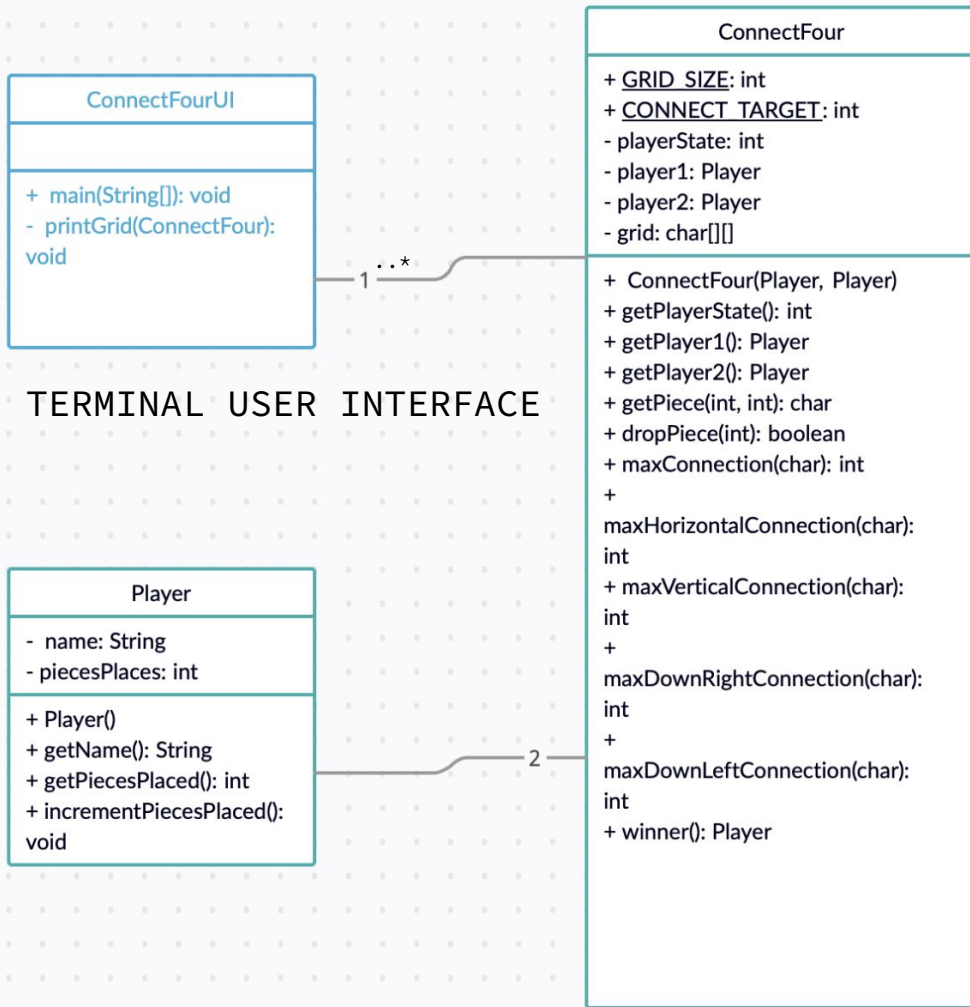 ConnectFourUI
+ main(String[]): void
- printGrid(ConnectFour):
void
1 ..*
TERMINAL USER INTERFACE
Player
- name: String
- piecesPlaces: int
+ Player()
+ getName(): String
+ getPiecesPlaced(): int
+ incrementPiecesPlaced():
void
2
ConnectFour
+ GRID_SIZE: int
+ CONNECT_TARGET: int
- playerState: int
- player1: Player
- player2: Player
- grid: char[][]
+ ConnectFour(Player, Player)
+ getPlayerState(): int
+ getPlayer1(): Player
+ getPlayer2(): Player
+ getPiece(int, int): char
+ dropPiece(int): boolean
+ maxConnection(char): int
+
maxHorizontalConnection(char):
int
+ maxVerticalConnection(char):
int
+
maxDownRightConnection(char):
int
+
maxDownLeftConnection(char):
int
+ winner(): Player